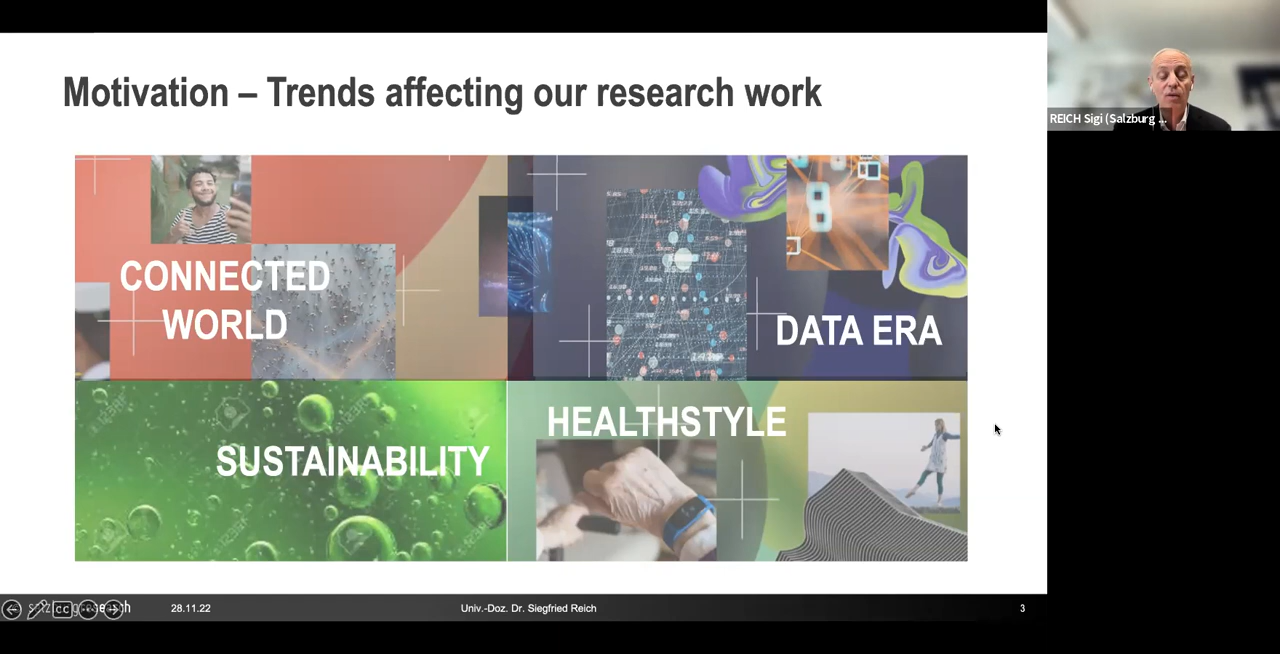 Motivation – Trends affecting our research work
REICH Sigi (Salzburg ...
CONNECTED
WORLD
DATA ERA
HEALTHSTYLE
SUSTAINABILITY
CC
28.11.22
Univ.-Doz. Dr. Siegfried Reich
3